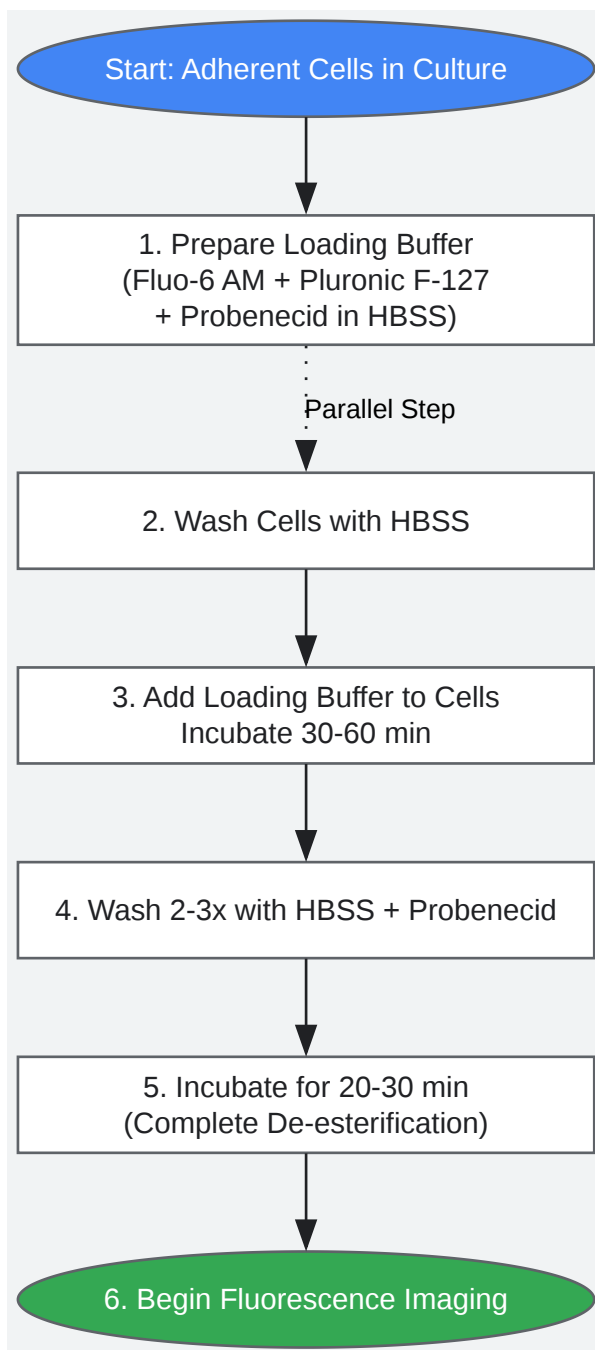 Start: Adherent Cells in Culture
1. Prepare Loading Buffer
(Fluo-6 AM + Pluronic F-127
+ Probenecid in HBSS)
Parallel Step
2. Wash Cells with HBSS
3. Add Loading Buffer to Cells
Incubate 30-60 min
4. Wash 2-3x with HBSS + Probenecid
5. Incubate for 20-30 min
(Complete De-esterification)
6. Begin Fluorescence Imaging